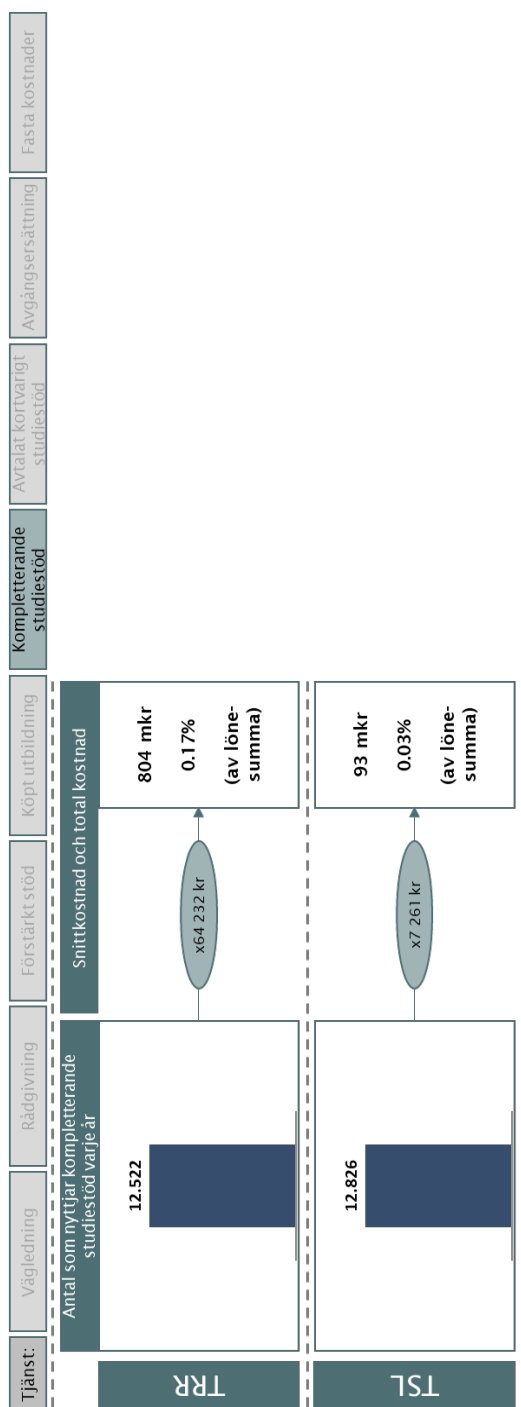 Tjänst:
Vägledning
Rådgivning
Förstärkt stöd
Köpt utbildning
Kompletterande
studiestöd
Avtalat kortvarigt
studiestöd
Avgångsersättning
Fasta kostnader
Antal som nyttjar kompletterande
studiestöd varje år
Snittkostnad och total kostnad
TRR
12.522
x64 232 kr
804 mkr
0.17%
(av löne-
summa)
TSL
12.826
x7 261 kr
93 mkr
0.03%
(av löne-
summa)